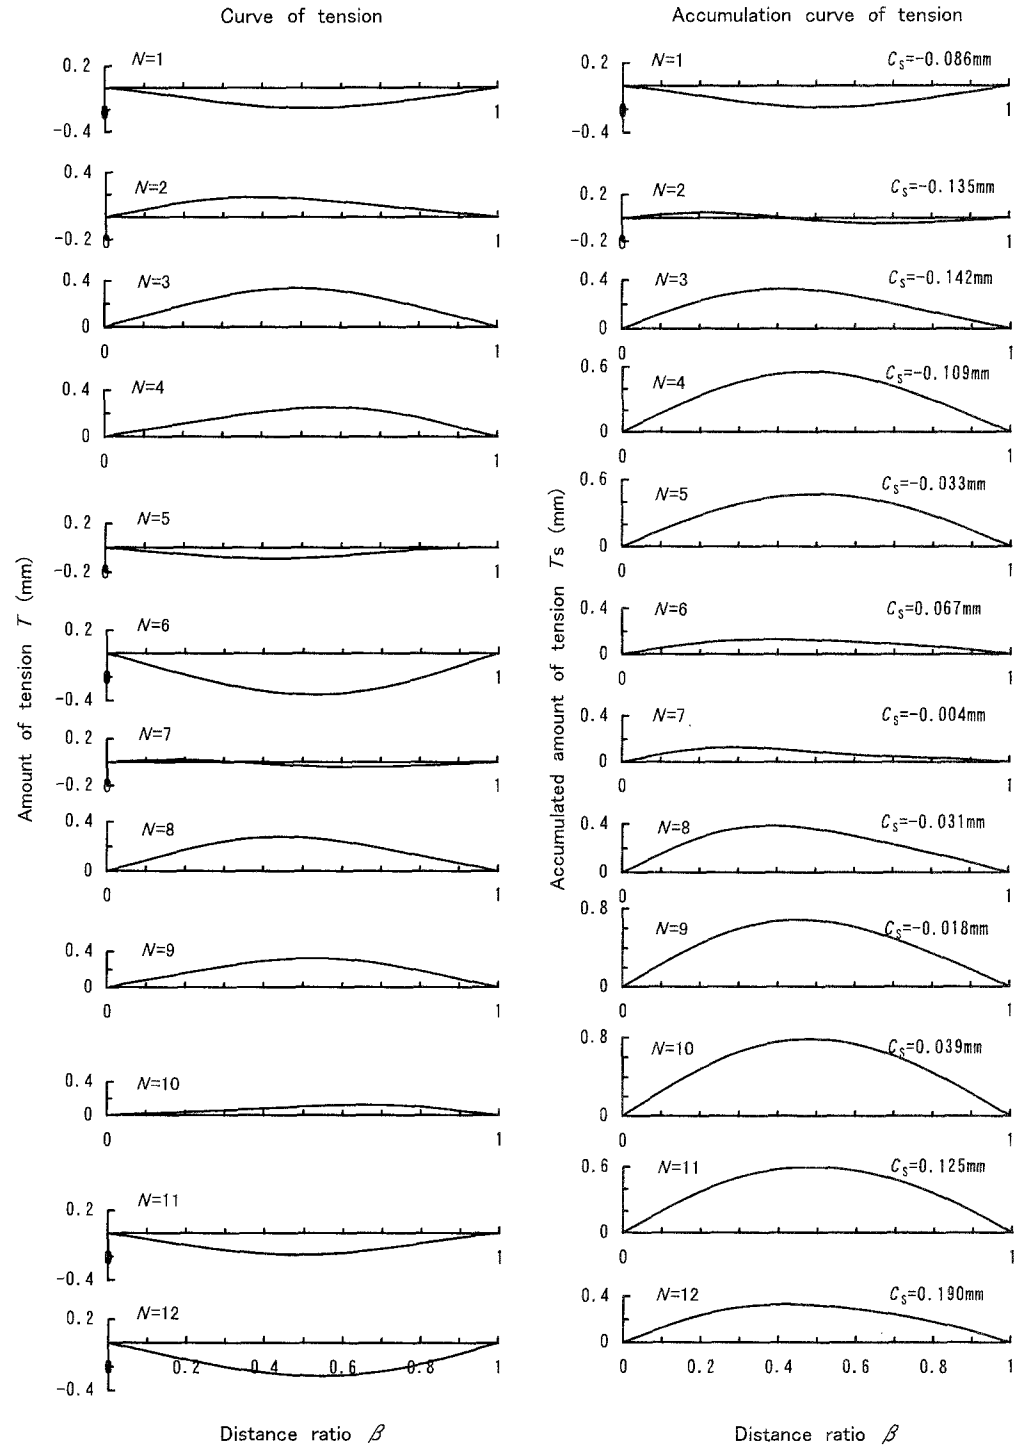 Curve of tension
Accumulation curve of tension
Amount of tension T (mm)
Accumulated amount of tension Ts (mm)
0.2 N=1
-0.4 1
0.2 N=1 Cs=-0.086mm
-0.4 1
0.4 N=2
-0.2 0 1
0.2 N=2 Cs=-0.135mm
-0.2 0 1
0.4 N=3
0
0 1
0.4 N=3 Cs=-0.142mm
0
0 1
0.4 N=4
0
0 1
0.6 N=4 Cs=-0.109mm
0
0 1
0.2 N=5
-0.2 1
0.6 N=5 Cs=-0.033mm
0
0 1
0.2 N=6
-0.4 1
0.4 N=6 Cs=0.067mm
0
0 1
0.2 N=7
-0.2 0 1
0.4 N=7 Cs=-0.004mm
0
0 1
0.4 N=8
0
0 1
0.4 N=8 Cs=-0.031mm
0
0 1
0.4 N=9
0
0 1
0.8 N=9 Cs=-0.018mm
0
0 1
0.4 N=10
0
0 1
0.8 N=10 Cs=0.039mm
0
0 1
0.2 N=11
-0.4 1
0.6 N=11 Cs=0.125mm
0
0 1
0.2 N=12
0.2 0.4 0.6 0.8 1
-0.4
0.4 N=12 Cs=0.190mm
0
0 0.2 0.4 0.6 0.8 1
Distance ratio β
Distance ratio β